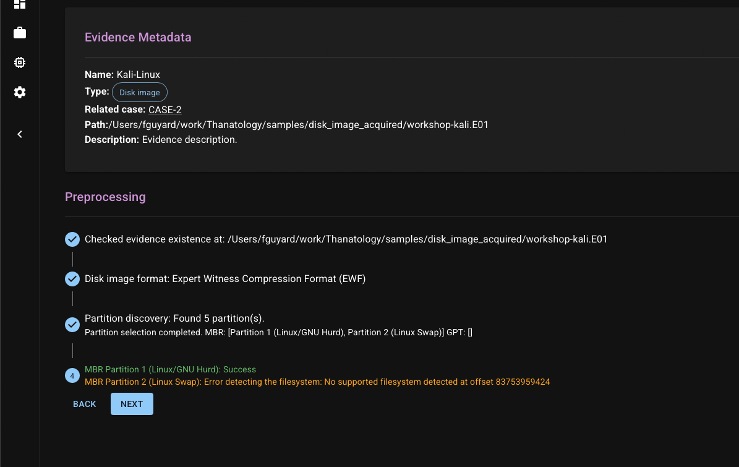 Evidence Metadata
Name: Kali-Linux
Type: Disk image
Related case: CASE-2
Path:/Users/fguyard/work/Thanatology/samples/disk_image_acquired/workshop-kali.E01
Description: Evidence description.
Preprocessing
Checked evidence existence at: /Users/fguyard/work/Thanatology/samples/disk_image_acquired/workshop-kali.E01
Disk image format: Expert Witness Compression Format (EWF)
Partition discovery: Found 5 partition(s).
Partition selection completed. MBR: [Partition 1 (Linux/GNU Hurd), Partition 2 (Linux Swap)] GPT: []
4
MBR Partition 1 (Linux/GNU Hurd): Success
MBR Partition 2 (Linux Swap): Error detecting the filesystem: No supported filesystem detected at offset 83753959424
BACK NEXT